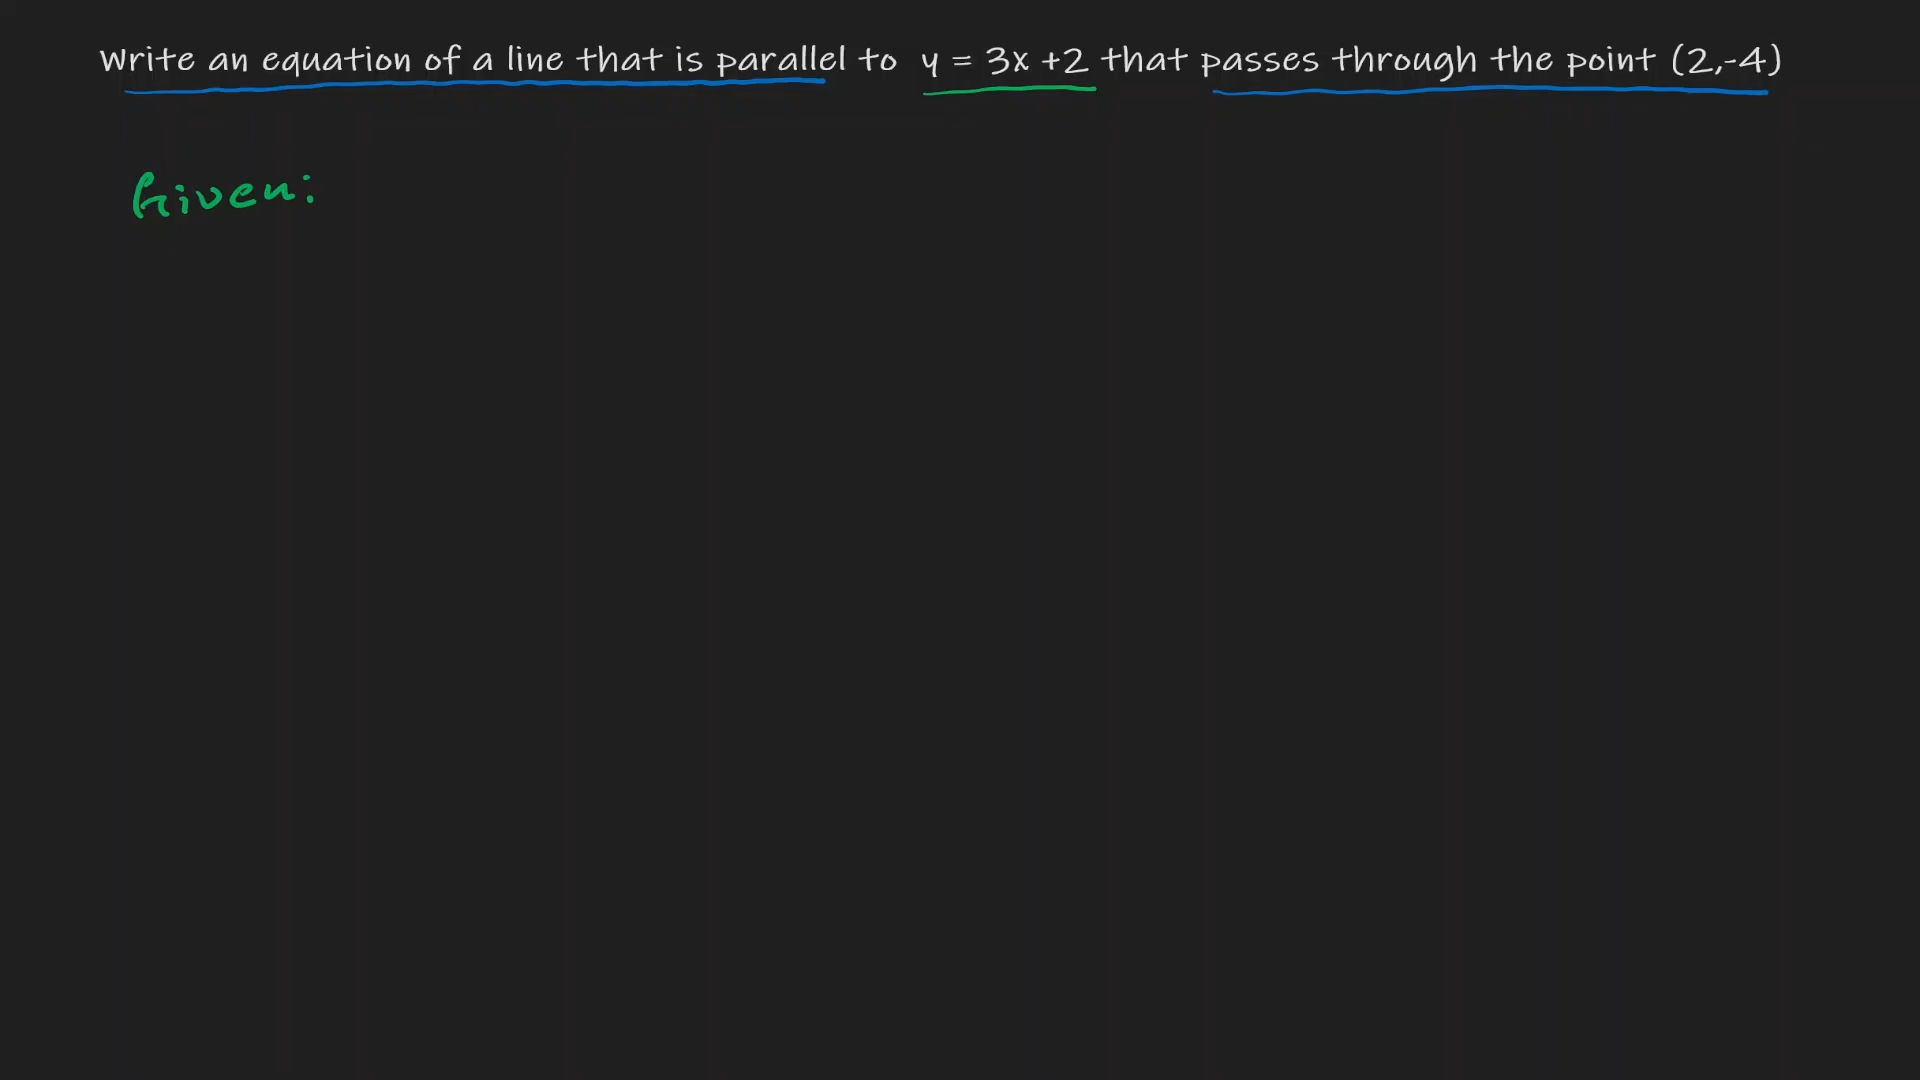 Write an equation of a line that is parallel to y = 3x +2 that passes through the point (2,-4)
Given: